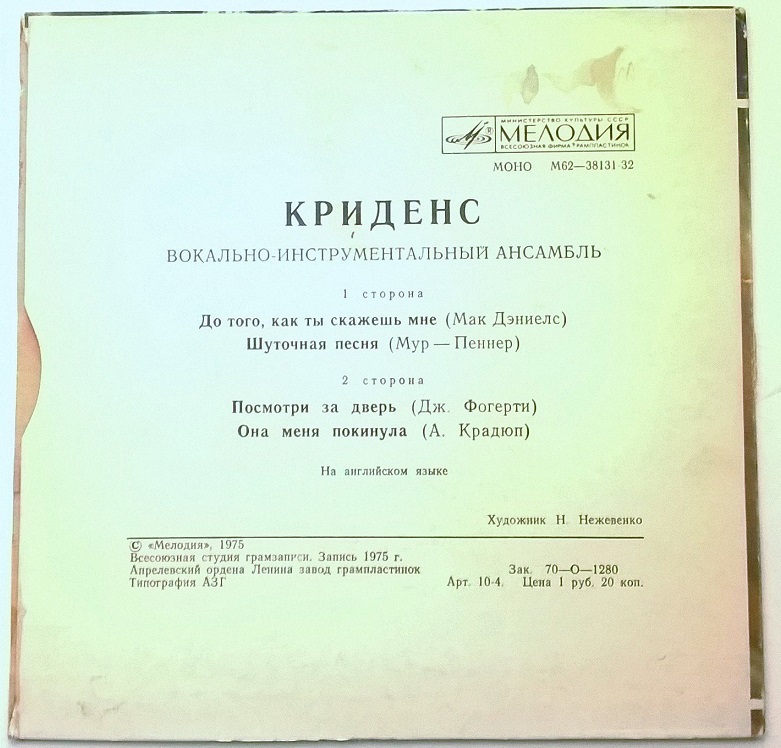 МИНИСТЕРСТВО КУЛЬТУРЫ СССР
МЕЛОДИЯ
ВСЕСОЮЗНАЯ ФИРМА ГРАМПЛАСТИНОК
МОНО М62—38131-32
КРИДЕНС
ВОКАЛЬНО-ИНСТРУМЕНТАЛЬНЫЙ АНСАМБЛЬ
1 сторона
До того, как ты скажешь мне (Мак Дэниелс)
Шуточная песня (Мур — Пеннер)
2 сторона
Посмотри за дверь (Дж. Фогерти)
Она меня покинула (А. Крадюп)
На английском языке
Художник Н. Нежевенко
© «Мелодия», 1975
Всесоюзная студия грамзаписи. Запись 1975 г.
Апрелевский ордена Ленина завод грампластинок Зак. 70—О—1280
Типография АЗГ Арт. 10-4. Цена 1 руб. 20 коп.